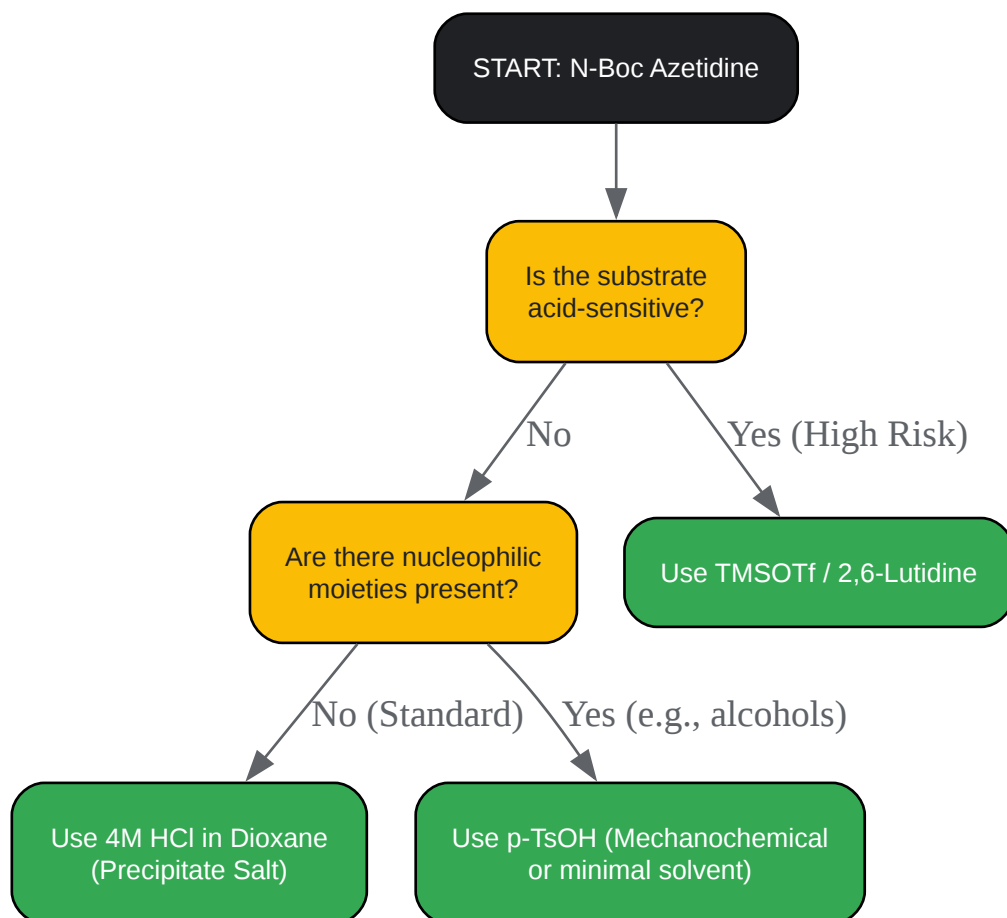 START: N-Boc Azetidine
Is the substrate
acid-sensitive?
No
Yes (High Risk)
Are there nucleophilic
moieties present?
Use TMSOTf / 2,6-Lutidine
No (Standard)
Yes (e.g., alcohols)
Use 4M HCl in Dioxane
(Precipitate Salt)
Use p-TsOH (Mechanochemical
or minimal solvent)